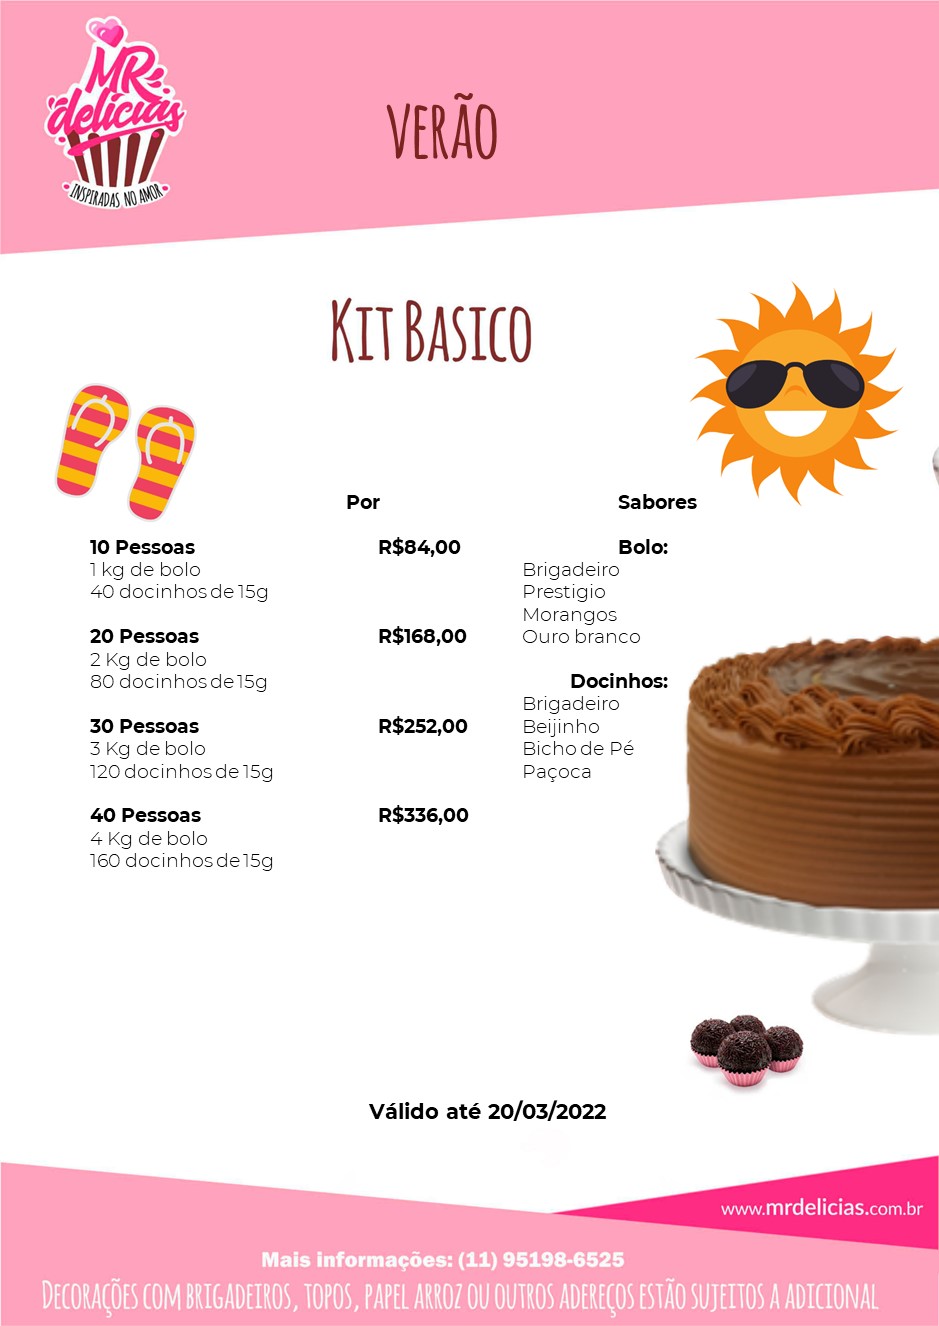 MR
delícias
INSPIRADAS NO AMOR
VERÃO
KIT BASICO
Por
Sabores
10 Pessoas
R$84,00
1 kg de bolo
40 docinhos de 15g
20 Pessoas
R$168,00
2 Kg de bolo
80 docinhos de 15g
30 Pessoas
R$252,00
3 Kg de bolo
120 docinhos de 15g
40 Pessoas
R$336,00
4 Kg de bolo
160 docinhos de 15g
Bolo:
Brigadeiro
Prestigio
Morangos
Ouro branco
Docinhos:
Brigadeiro
Beijinho
Bicho de Pé
Paçoca
Válido até 20/03/2022
www.mrdelicias.com.br
Mais informações: (11) 95198-6525
DECORAÇÕES COM BRIGADEIROS, TOPOS, PAPEL ARROZ OU OUTROS ADEREÇOS ESTÃO SUJEITOS A ADICIONAL